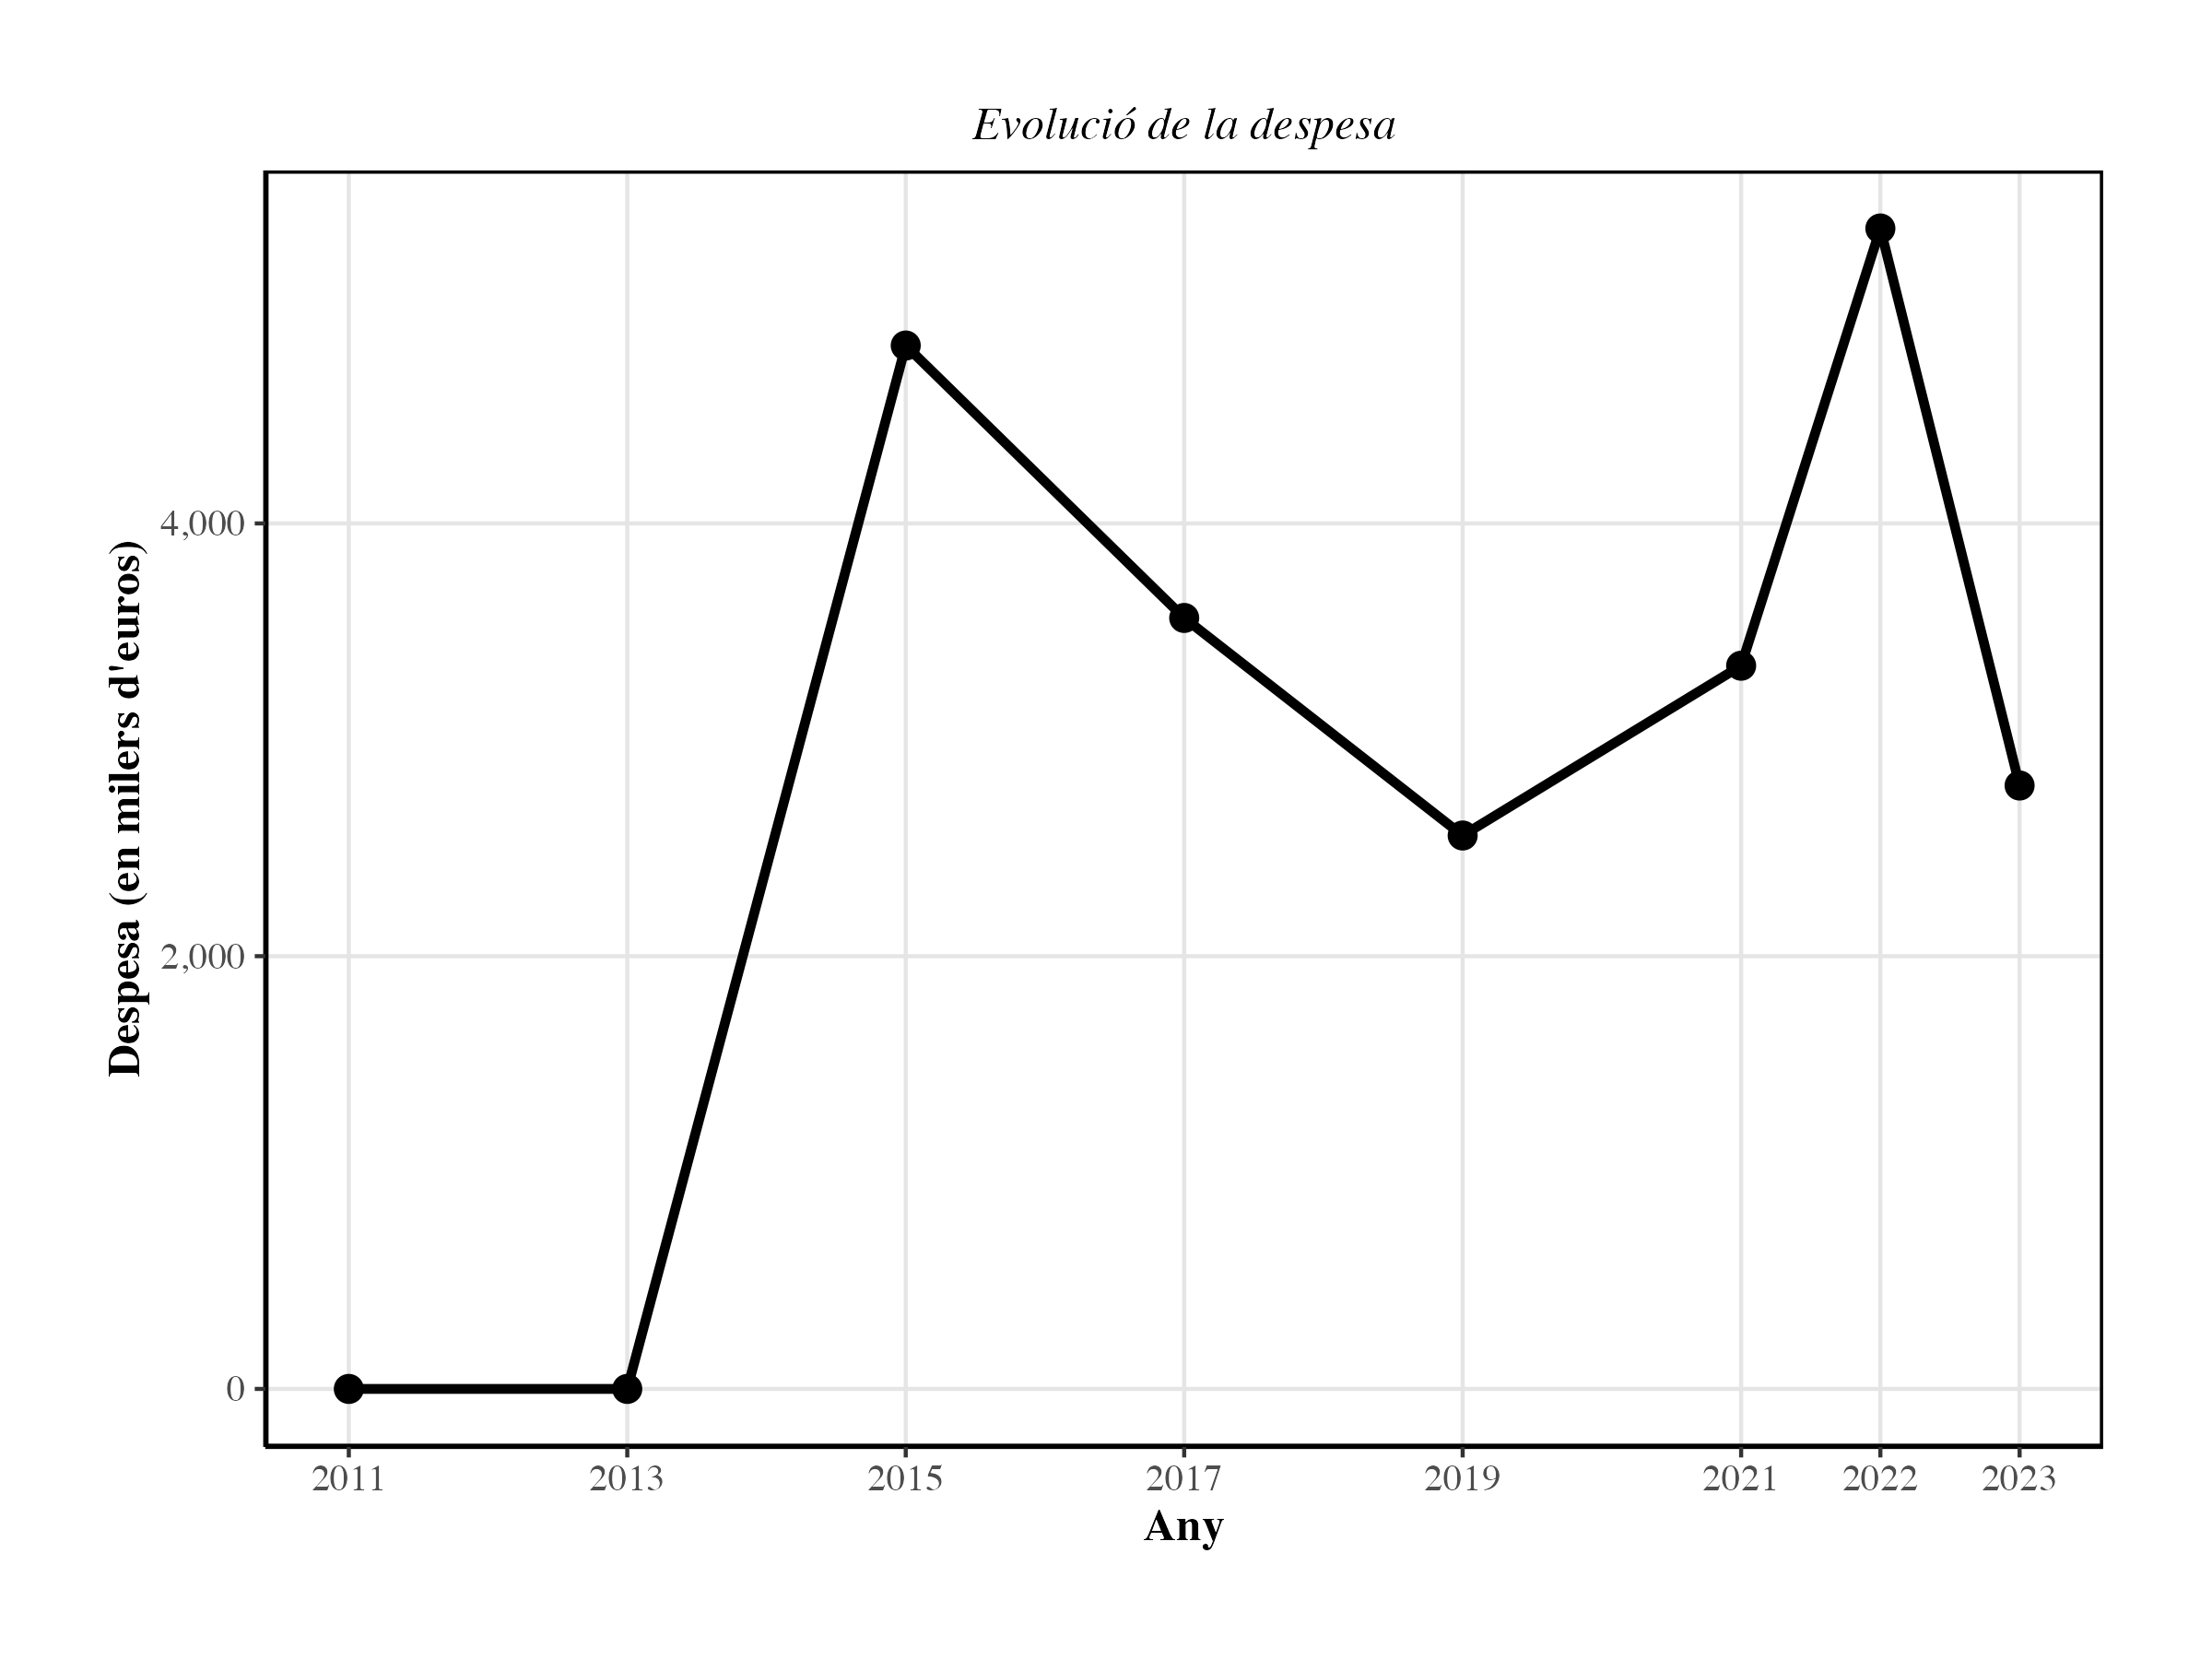 Evolució de la despesa
Despesa (en milers d'euros)
4,000
2,000
0
2011 2013 2015 2017 2019 2021 2022 2023
Any